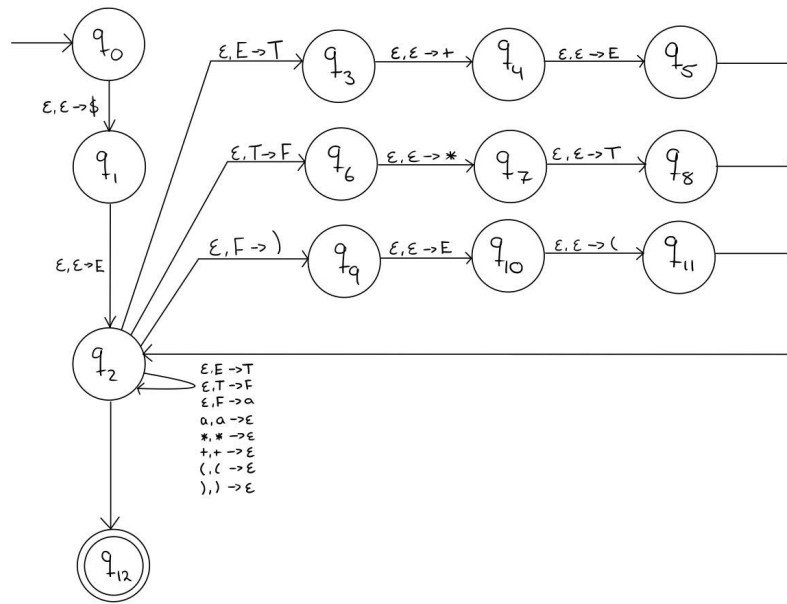 q0
ε,E→T
q3
ε,ε→+
q4
ε,ε→E
q5
ε,ε→$
q1
ε,T→F
q6
ε,ε→*
q7
ε,ε→T
q8
ε,ε→E
ε,F→)
q9
ε,ε→E
q10
ε,ε→(
q11
q2
ε,E→T
ε,T→F
ε,F→a
a,a→ε
*,*→ε
+,+→ε
(,(→ε
),)→ε
q12